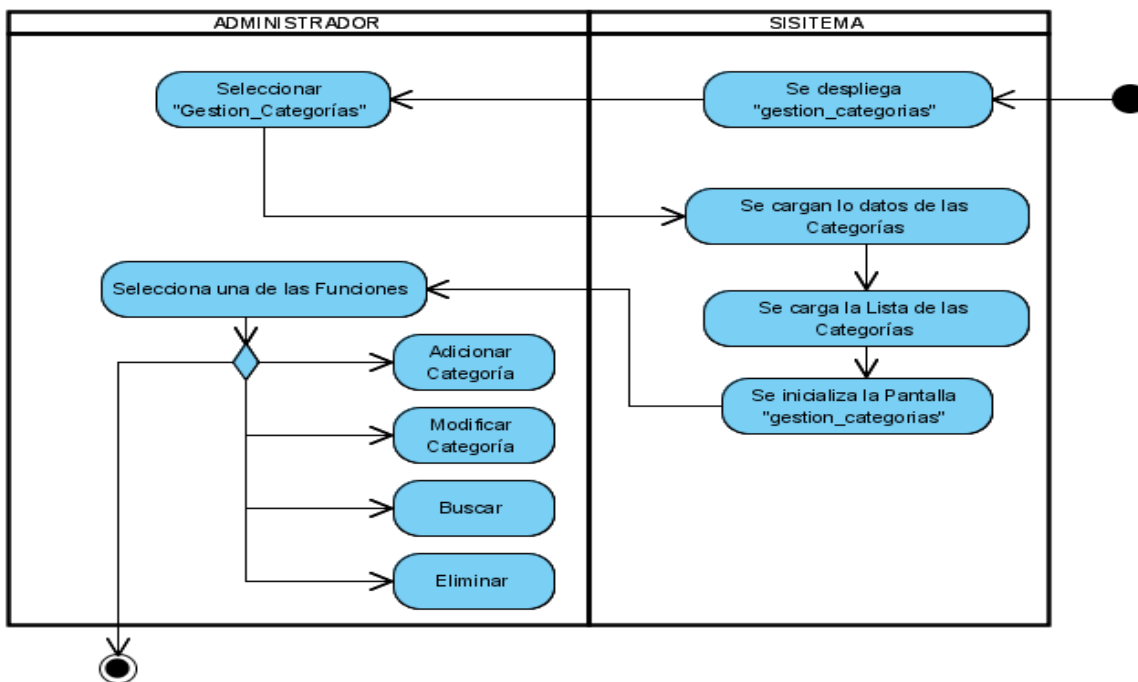 ADMINISTRADOR
SISITEMA
Seleccionar
"Gestion_Categorías"
Se despliega
"gestion_categorias"
Se cargan lo datos de las
Categorías
Selecciona una de las Funciones
Se carga la Lista de las
Categorías
Adicionar
Categoría
Se inicializa la Pantalla
"gestion_categorias"
Modificar
Categoría
Buscar
Eliminar